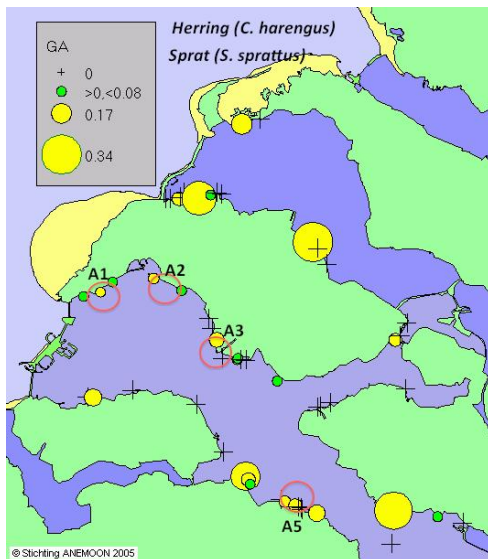 Herring (C. harengus)
Sprat (S. sprattus)
GA
0
>0,<0.08
0.17
0.34
A1
A2
A3
A5
© Stichting ANEMOON 2005